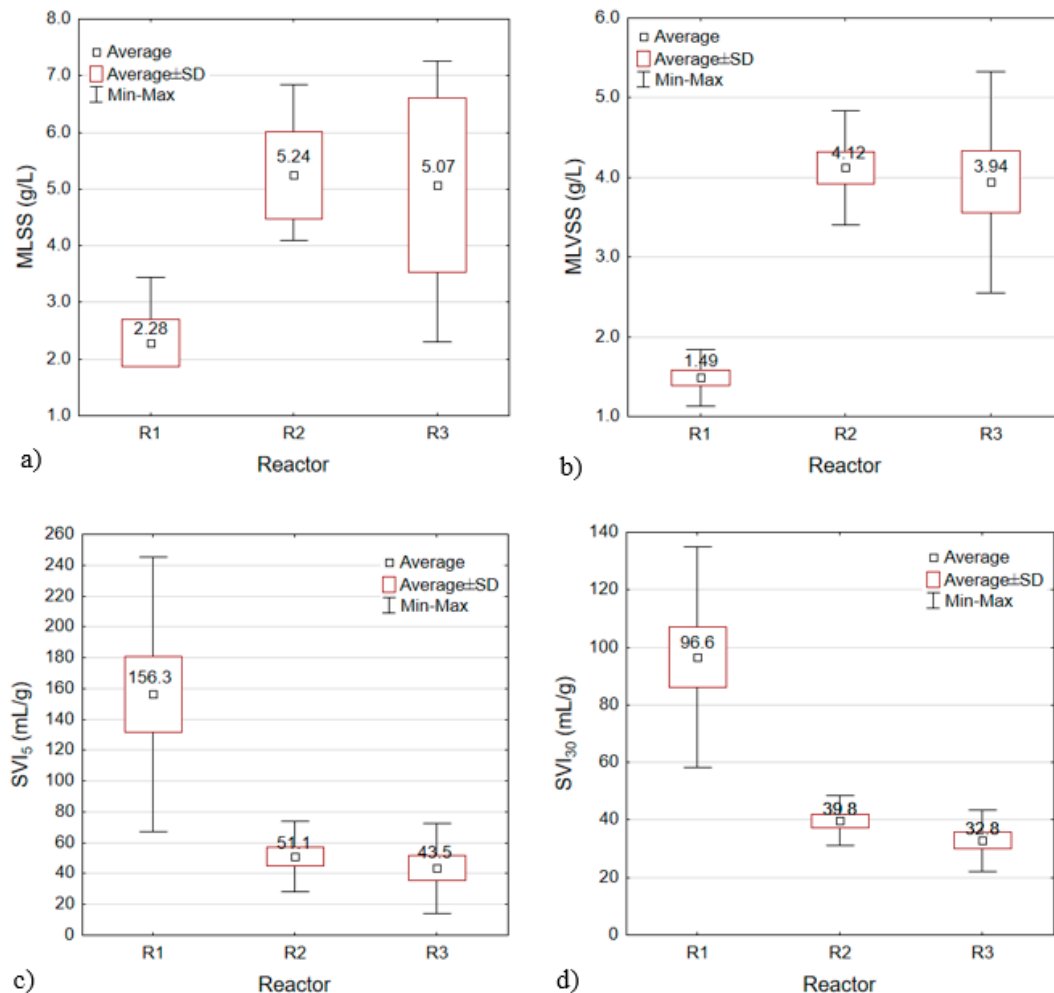 8.0
7.0
6.0
5.0
4.0
3.0
2.0
1.0
MLSS (g/L)
Average
Average±SD
Min-Max
2.28
5.24
5.07
R1 R2 R3
Reactor
a)
6.0
5.0
4.0
3.0
2.0
1.0
MLVSS (g/L)
Average
Average±SD
Min-Max
1.49
4.12
3.94
R1 R2 R3
Reactor
b)
260
240
220
200
180
160
140
120
100
80
60
40
20
0
SVI₅ (mL/g)
Average
Average±SD
Min-Max
156.3
51.1
43.5
R1 R2 R3
Reactor
c)
140
120
100
80
60
40
20
0
SVI₃₀ (mL/g)
Average
Average±SD
Min-Max
96.6
39.8
32.8
R1 R2 R3
Reactor
d)